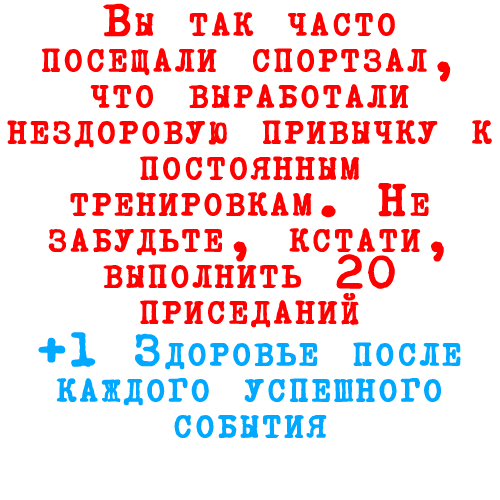 Вы так часто
посещали спортзал,
что выработали
нездоровую привычку к
постоянным
тренировкам. Не
забудьте, кстати,
выполнить 20
приседаний
+1 Здоровье после
каждого успешного
события